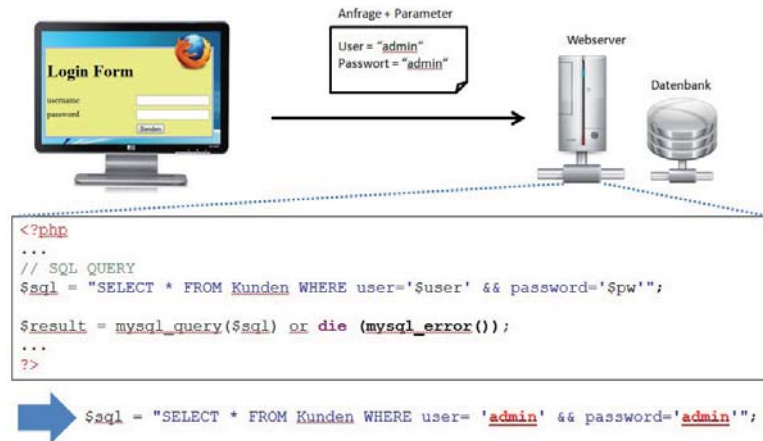 Anfrage + Parameter
User = "admin"
Passwort = "admin"
Webserver
Datenbank
Login Form
username
password
Senden
<?php
...
// SQL QUERY
$sql = "SELECT * FROM Kunden WHERE user='$user' && password='$pw'";
$result = mysql_query($sql) or die (mysql_error());
...
?>
$sql = "SELECT * FROM Kunden WHERE user= 'admin' && password='admin'";